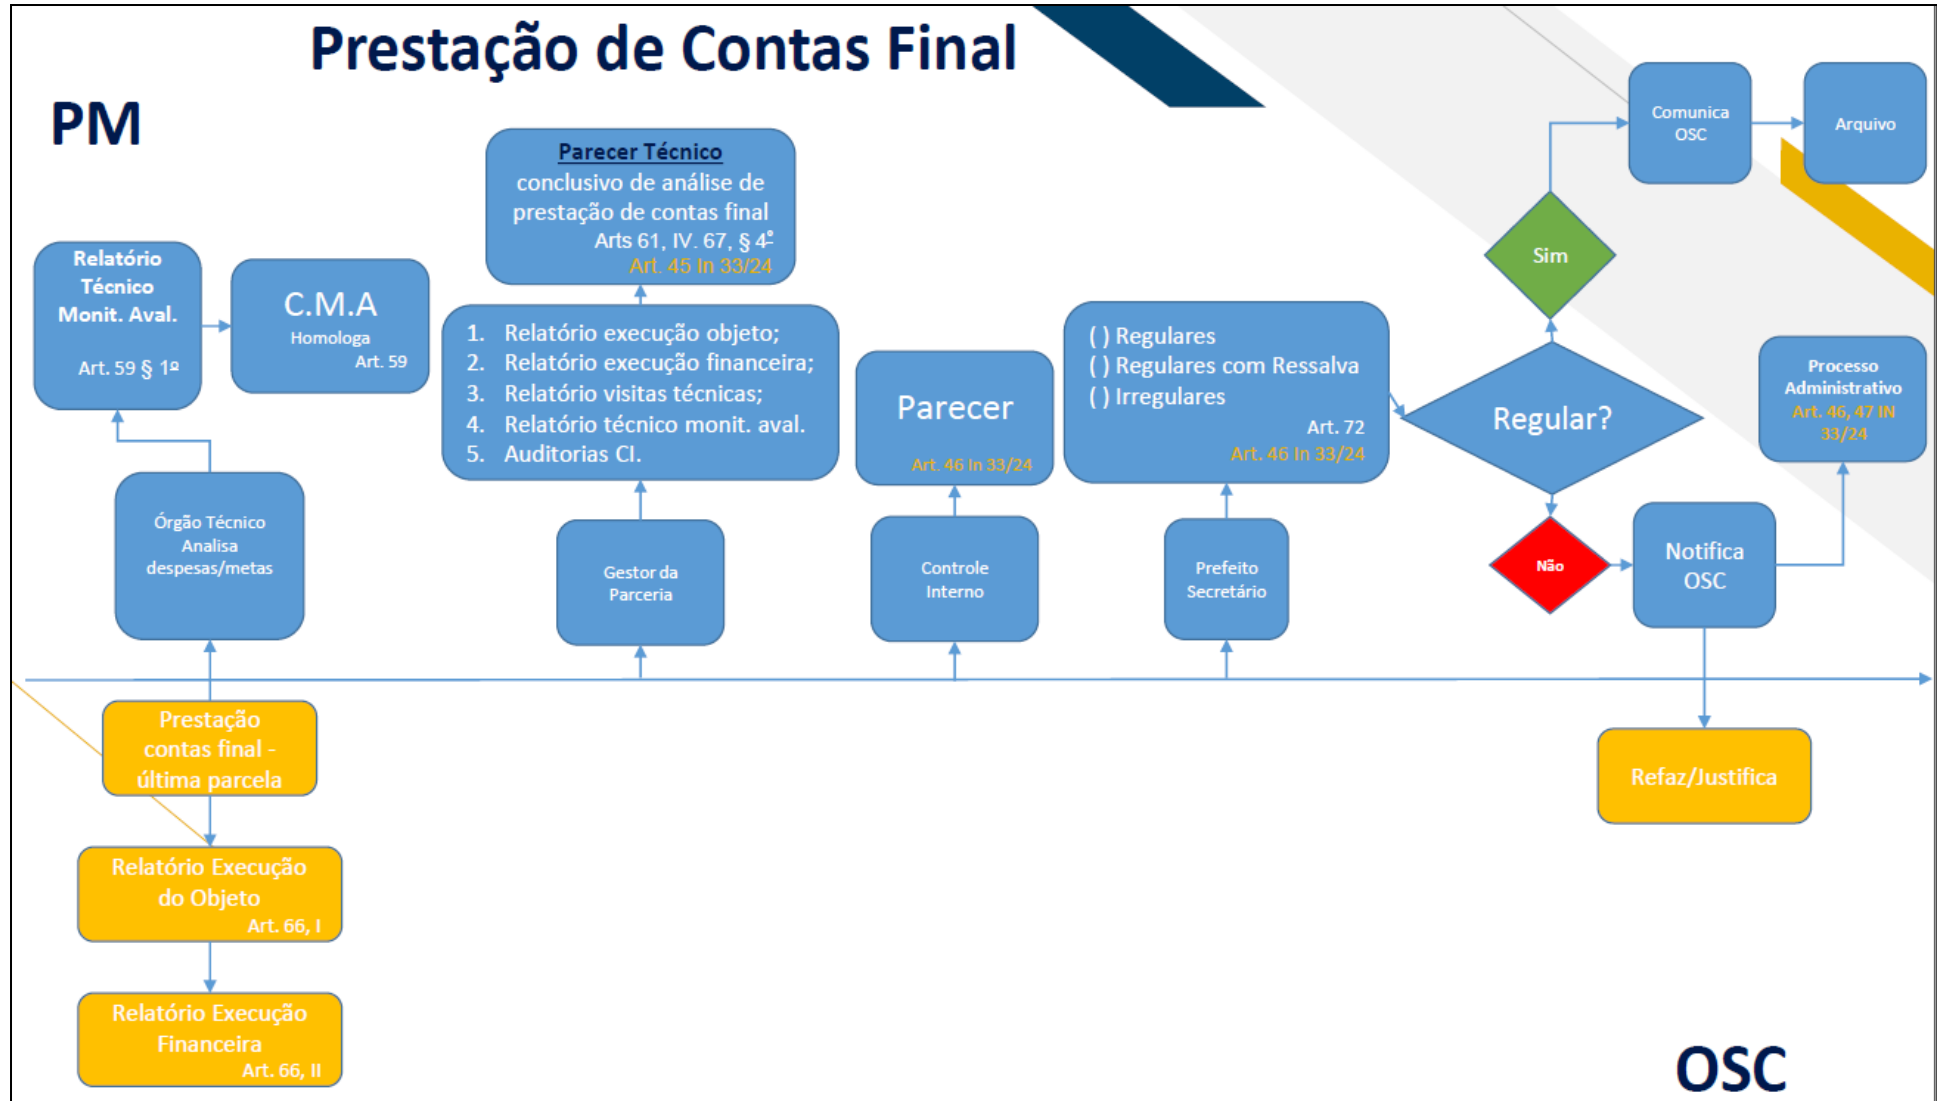 Prestação de Contas Final
PM
Relatório
Técnico
Monit. Aval.
Art. 59 § 1º
C.M.A
Homologa
Art. 59
Órgão Técnico
Analisa
despesas/metas
Parecer Técnico
conclusivo de análise de
prestação de contas final
Arts 61, IV. 67, § 4º
Art. 45 In 33/24
1. Relatório execução objeto;
2. Relatório execução financeira;
3. Relatório visitas técnicas;
4. Relatório técnico monit. aval.
5. Auditorias CI.
Gestor da
Parceria
Parecer
Art. 46 In 33/24
Controle
Interno
( ) Regulares
( ) Regulares com Ressalva
( ) Irregulares
Art. 72
Art. 46 In 33/24
Prefeito
Secretário
Regular?
Sim
Comunica
OSC
Arquivo
Não
Notifica
OSC
Processo
Administrativo
Art. 46, 47 IN
33/24
Prestação
contas final -
última parcela
Relatório Execução
do Objeto
Art. 66, I
Relatório Execução
Financeira
Art. 66, II
Refaz/Justifica
OSC